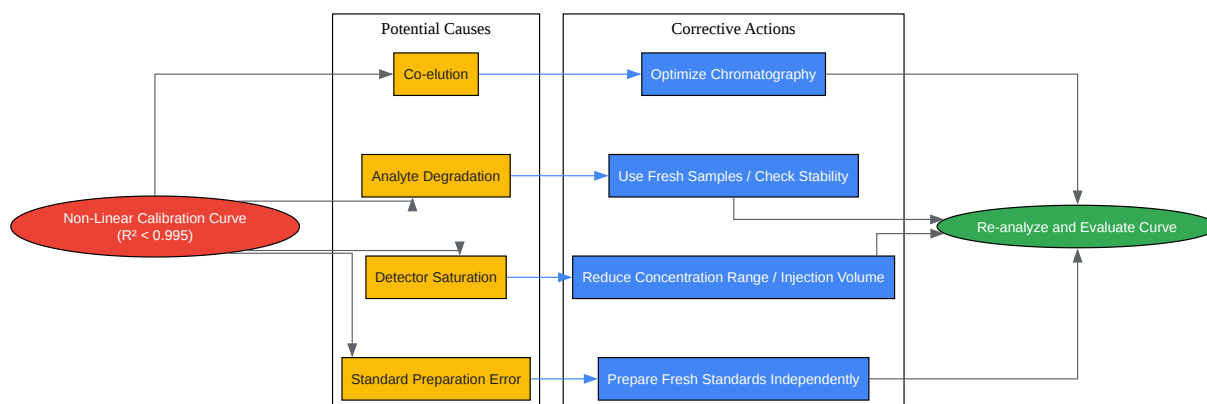 Potential Causes
Corrective Actions
Co-elution
Optimize Chromatography
Analyte Degradation
Use Fresh Samples / Check Stability
Non-Linear Calibration Curve
(R² < 0.995)
Re-analyze and Evaluate Curve
Detector Saturation
Reduce Concentration Range / Injection Volume
Standard Preparation Error
Prepare Fresh Standards Independently